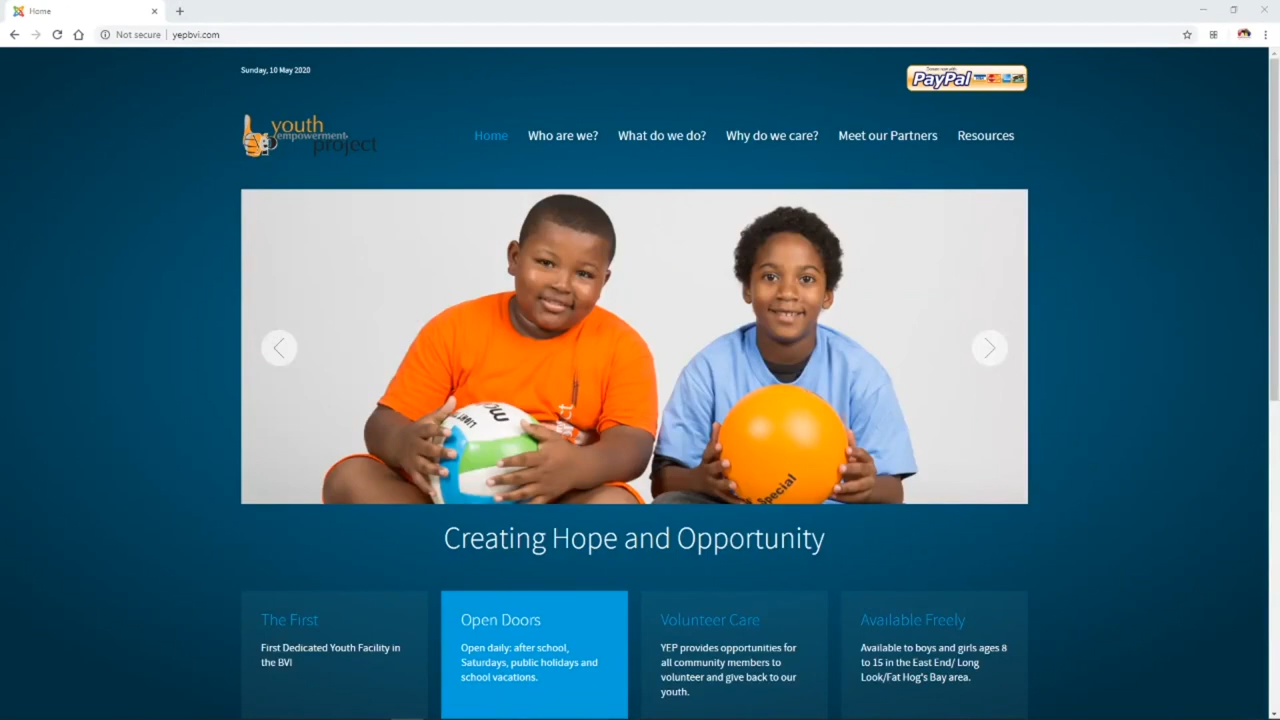 Home
Not secure
yepbvi.com
Sunday, 10 May 2020
PayPal
youth
empowerment
project
Home
Who are we?
What do we do?
Why do we care?
Meet our Partners
Resources
Special
Creating Hope and Opportunity
The First
First Dedicated Youth Facility in
the BVI
Open Doors
Open daily: after school,
Saturdays, public holidays and
school vacations.
Volunteer Care
YEP provides opportunities for
all community members to
volunteer and give back to our
youth.
Available Freely
Available to boys and girls ages 8
to 15 in the East End/ Long
Look/Fat Hog's Bay area.